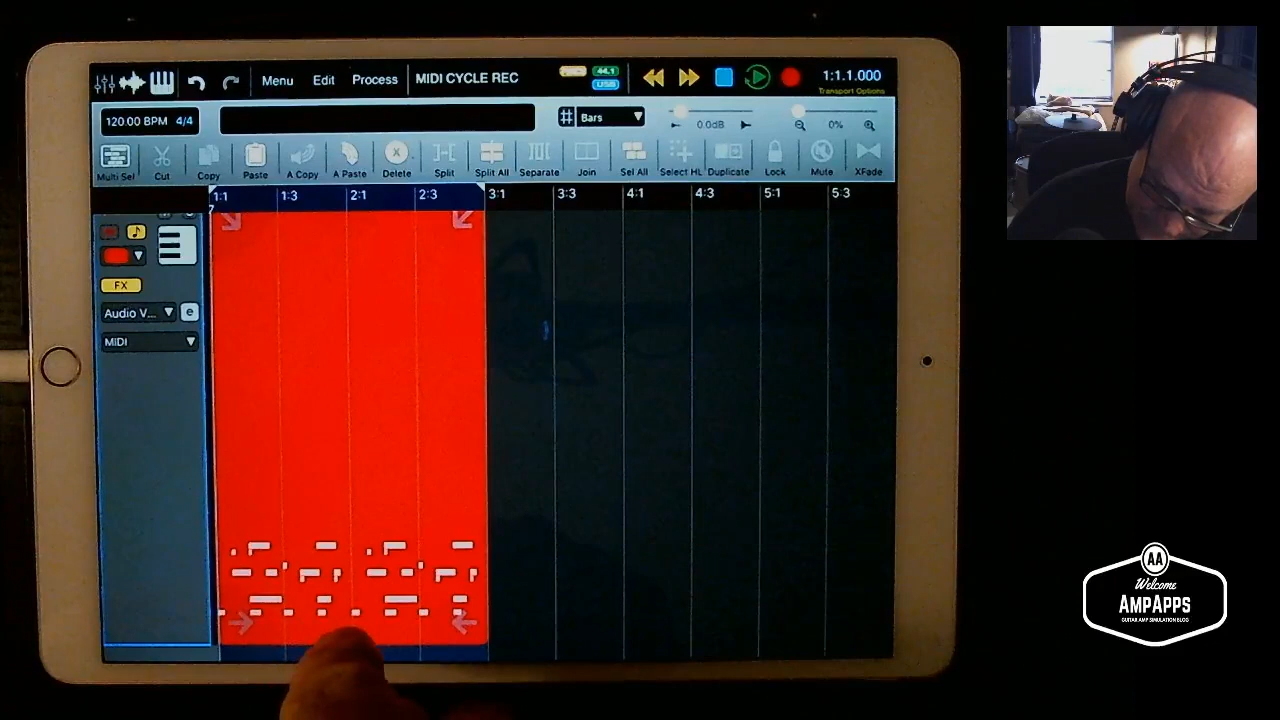 Menu Edit Process MIDI CYCLE REC 44.1 USB 1:1.1.000
Transport Options
120.00 BPM 4/4 Bars 0.0dB 0%
Multi Sel Cut Copy Paste A Copy A Paste Delete Split Split All Separate Join Sel All Select HL Duplicate Lock Mute XFade
1:1 1:3 2:1 2:3 3:1 3:3 4:1 4:3 5:1 5:3
FX
Audio V... e
MIDI
AA
Welcome
AMPAPPS
GUITAR AMP SIMULATION BLOG